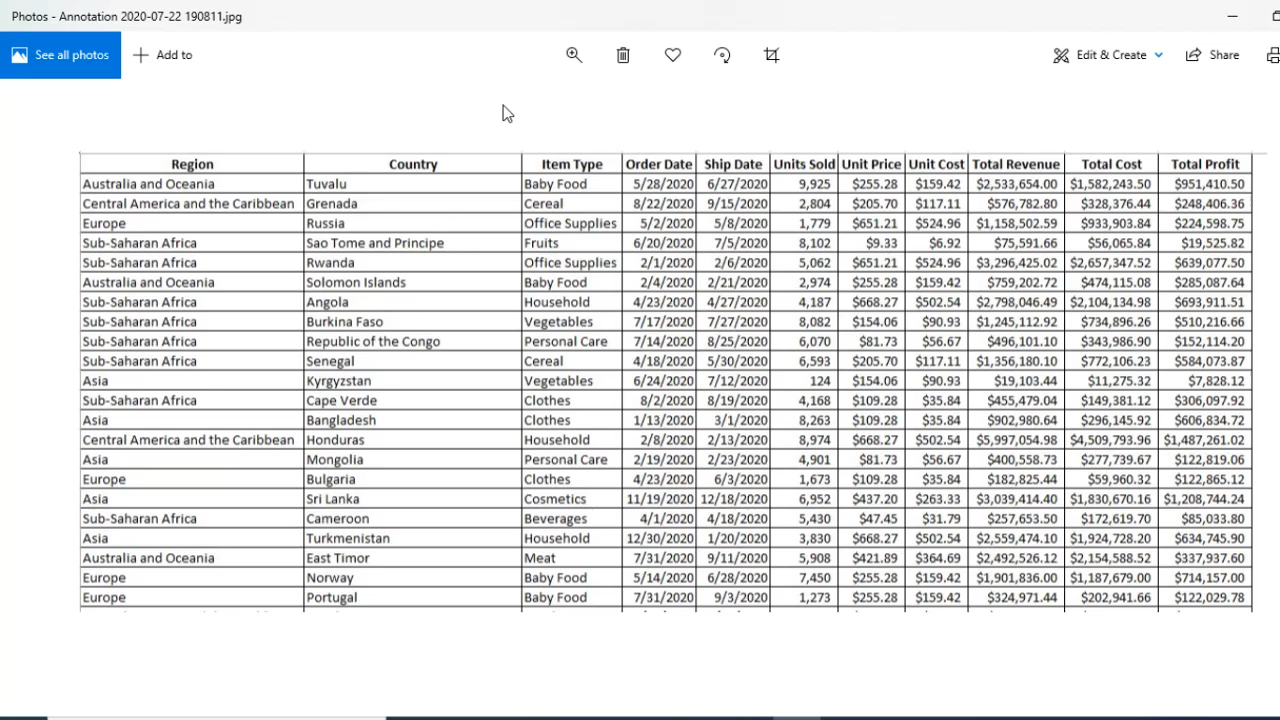 Photos - Annotation 2020-07-22 190811.jpg
See all photos Add to Edit & Create Share
Region Country Item Type Order Date Ship Date Units Sold Unit Price Unit Cost Total Revenue Total Cost Total Profit
Australia and Oceania Tuvalu Baby Food 5/28/2020 6/27/2020 9,925 $255.28 $159.42 $2,533,654.00 $1,582,243.50 $951,410.50
Central America and the Caribbean Grenada Cereal 8/22/2020 9/15/2020 2,804 $205.70 $117.11 $576,782.80 $328,376.44 $248,406.36
Europe Russia Office Supplies 5/2/2020 5/8/2020 1,779 $651.21 $524.96 $1,158,502.59 $933,903.84 $224,598.75
Sub-Saharan Africa Sao Tome and Principe Fruits 6/20/2020 7/5/2020 8,102 $9.33 $6.92 $75,591.66 $56,065.84 $19,525.82
Sub-Saharan Africa Rwanda Office Supplies 2/1/2020 2/6/2020 5,062 $651.21 $524.96 $3,296,425.02 $2,657,347.52 $639,077.50
Australia and Oceania Solomon Islands Baby Food 2/4/2020 2/21/2020 2,974 $255.28 $159.42 $759,202.72 $474,115.08 $285,087.64
Sub-Saharan Africa Angola Household 4/23/2020 4/27/2020 4,187 $668.27 $502.54 $2,798,046.49 $2,104,134.98 $693,911.51
Sub-Saharan Africa Burkina Faso Vegetables 7/17/2020 7/27/2020 8,082 $154.06 $90.93 $1,245,112.92 $734,896.26 $510,216.66
Sub-Saharan Africa Republic of the Congo Personal Care 7/14/2020 8/25/2020 6,070 $81.73 $56.67 $496,101.10 $343,986.90 $152,114.20
Sub-Saharan Africa Senegal Cereal 4/18/2020 5/30/2020 6,593 $205.70 $117.11 $1,356,180.10 $772,106.23 $584,073.87
Asia Kyrgyzstan Vegetables 6/24/2020 7/12/2020 124 $154.06 $90.93 $19,103.44 $11,275.32 $7,828.12
Sub-Saharan Africa Cape Verde Clothes 8/2/2020 8/19/2020 4,168 $109.28 $35.84 $455,479.04 $149,381.12 $306,097.92
Asia Bangladesh Clothes 1/13/2020 3/1/2020 8,263 $109.28 $35.84 $902,980.64 $296,145.92 $606,834.72
Central America and the Caribbean Honduras Household 2/8/2020 2/13/2020 8,974 $668.27 $502.54 $5,997,054.98 $4,509,793.96 $1,487,261.02
Asia Mongolia Personal Care 2/19/2020 2/23/2020 4,901 $81.73 $56.67 $400,558.73 $277,739.67 $122,819.06
Europe Bulgaria Clothes 4/23/2020 6/3/2020 1,673 $109.28 $35.84 $182,825.44 $59,960.32 $122,865.12
Asia Sri Lanka Cosmetics 11/19/2020 12/18/2020 6,952 $437.20 $263.33 $3,039,414.40 $1,830,670.16 $1,208,744.24
Sub-Saharan Africa Cameroon Beverages 4/1/2020 4/18/2020 5,430 $47.45 $31.79 $257,653.50 $172,619.70 $85,033.80
Asia Turkmenistan Household 12/30/2020 1/20/2020 3,830 $668.27 $502.54 $2,559,474.10 $1,924,728.20 $634,745.90
Australia and Oceania East Timor Meat 7/31/2020 9/11/2020 5,908 $421.89 $364.69 $2,492,526.12 $2,154,588.52 $337,937.60
Europe Norway Baby Food 5/14/2020 6/28/2020 7,450 $255.28 $159.42 $1,901,836.00 $1,187,679.00 $714,157.00
Europe Portugal Baby Food 7/31/2020 9/3/2020 1,273 $255.28 $159.42 $324,971.44 $202,941.66 $122,029.78